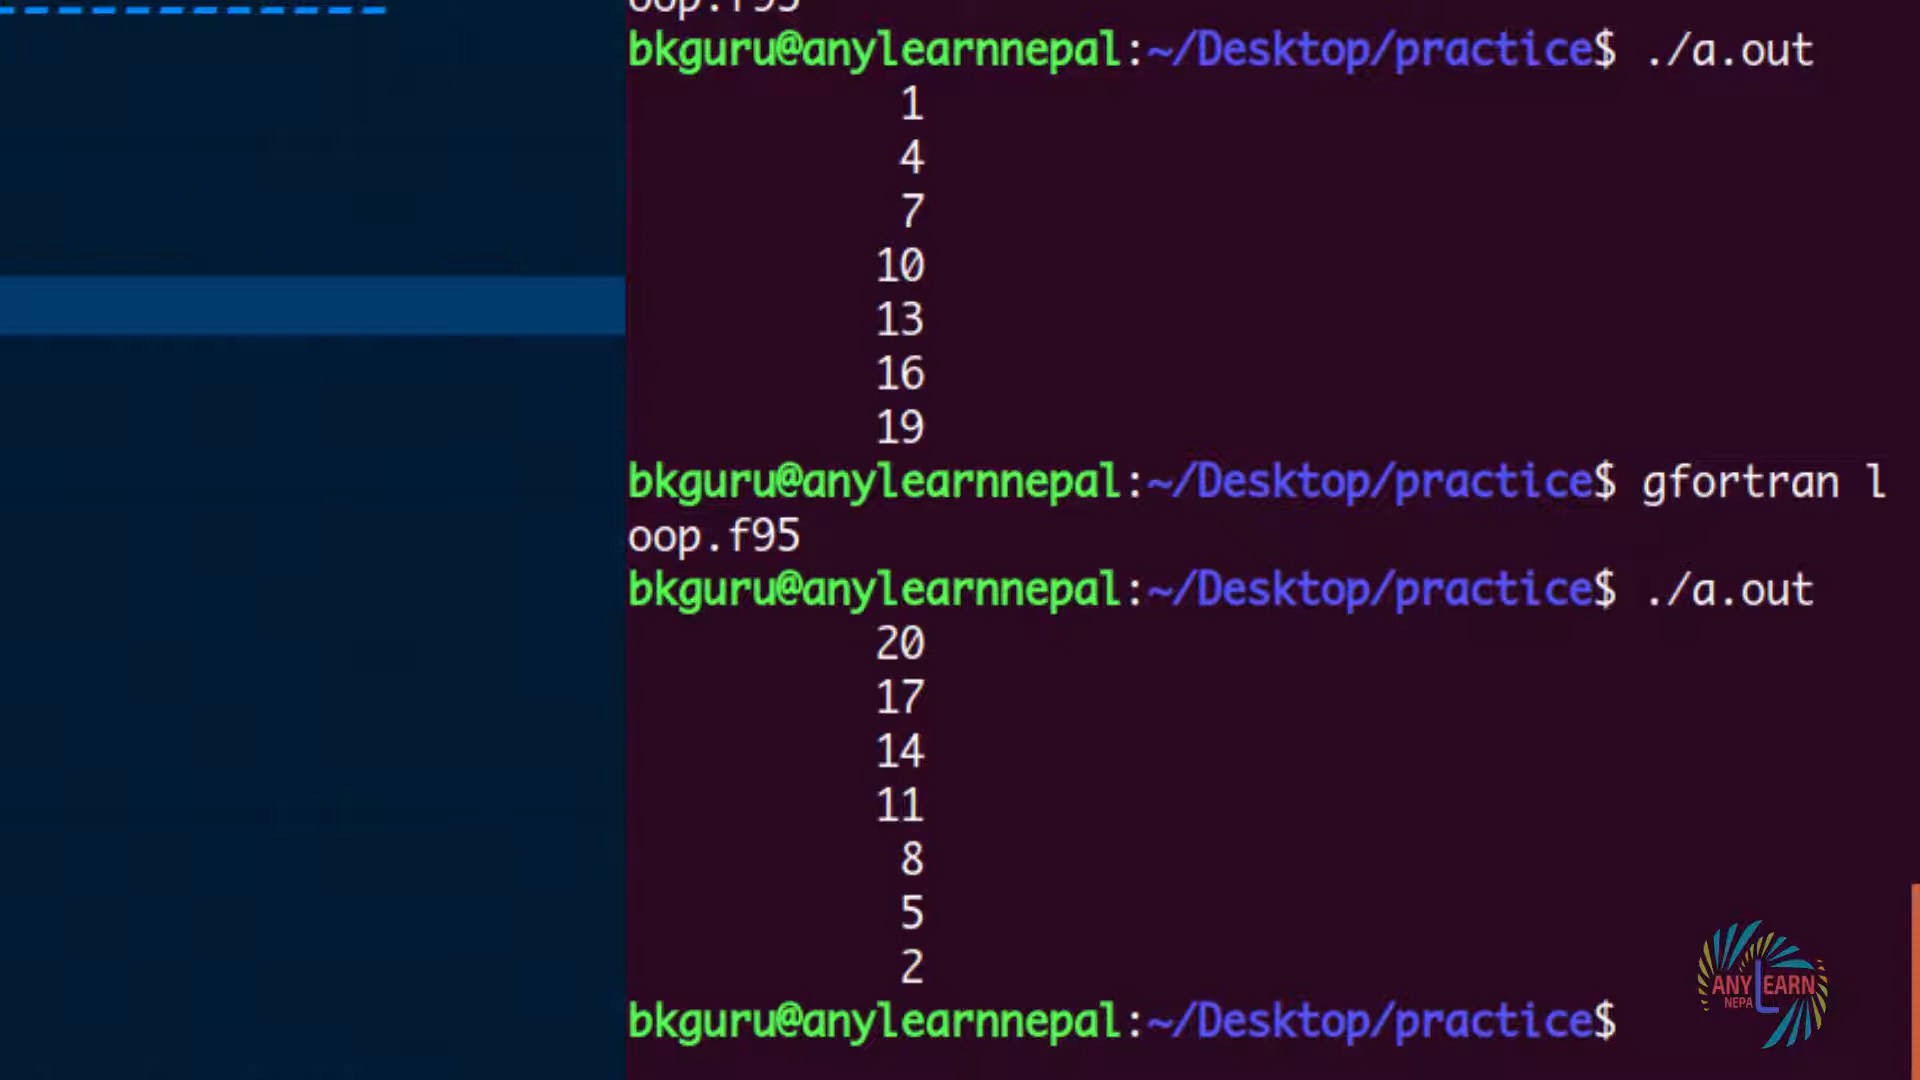 oop.f95
bkguru@anylearnnepal:~/Desktop/practice$ ./a.out
1
4
7
10
13
16
19
bkguru@anylearnnepal:~/Desktop/practice$ gfortran l
oop.f95
bkguru@anylearnnepal:~/Desktop/practice$ ./a.out
20
17
14
11
8
5
2
bkguru@anylearnnepal:~/Desktop/practice$
ANY LEARN
NEPAL